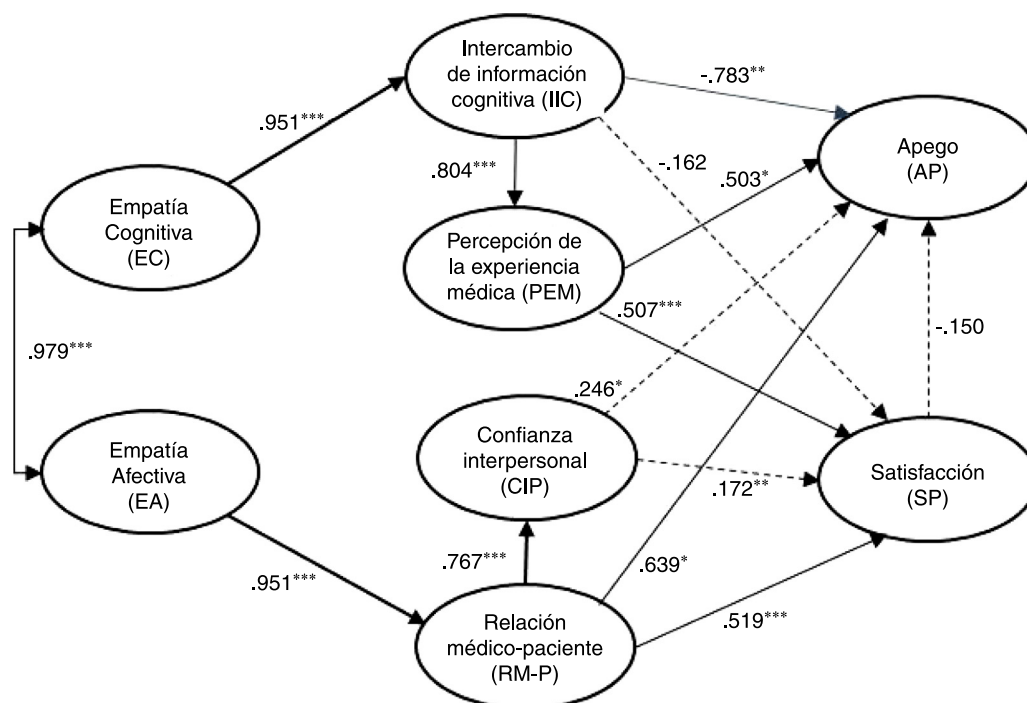 Intercambio
de información
cognitiva (IIC)
-.783**
.951***
Apego
(AP)
-.162
.804***
.503*
Empatía
Cognitiva
(EC)
Percepción de
la experiencia
médica (PEM)
.507***
-.150
.979***
.246*
Empatía
Afectiva
(EA)
Confianza
interpersonal
(CIP)
Satisfacción
(SP)
.172**
.767***
.639*
.951***
.519***
Relación
médico-paciente
(RM-P)